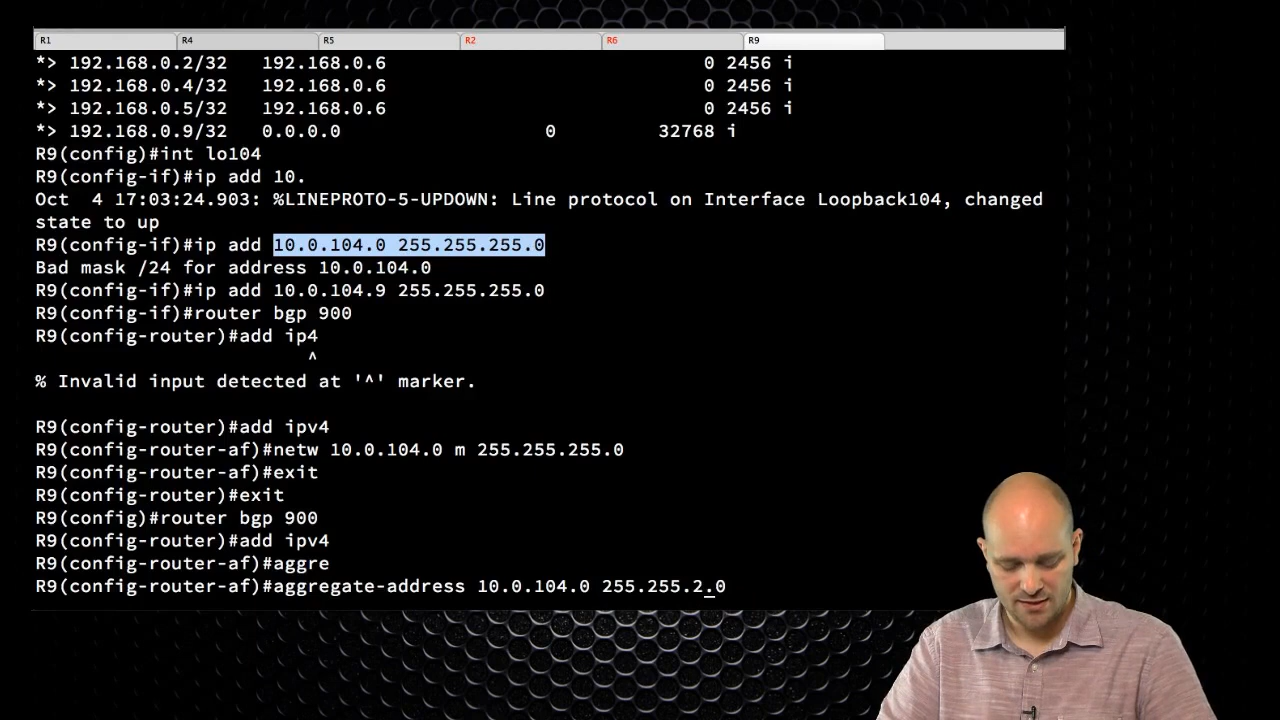 R1 R4 R5 R2 R6 R9
*> 192.168.0.2/32 192.168.0.6 0 2456 i
*> 192.168.0.4/32 192.168.0.6 0 2456 i
*> 192.168.0.5/32 192.168.0.6 0 2456 i
*> 192.168.0.9/32 0.0.0.0 0 32768 i
R9(config)#int lo104
R9(config-if)#ip add 10.
Oct 4 17:03:24.903: %LINEPROTO-5-UPDOWN: Line protocol on Interface Loopback104, changed
state to up
R9(config-if)#ip add 10.0.104.0 255.255.255.0
Bad mask /24 for address 10.0.104.0
R9(config-if)#ip add 10.0.104.9 255.255.255.0
R9(config-if)#router bgp 900
R9(config-router)#add ip4
^
% Invalid input detected at '^' marker.
R9(config-router)#add ipv4
R9(config-router-af)#netw 10.0.104.0 m 255.255.255.0
R9(config-router-af)#exit
R9(config-router)#exit
R9(config)#router bgp 900
R9(config-router)#add ipv4
R9(config-router-af)#aggre
R9(config-router-af)#aggregate-address 10.0.104.0 255.255.2.0